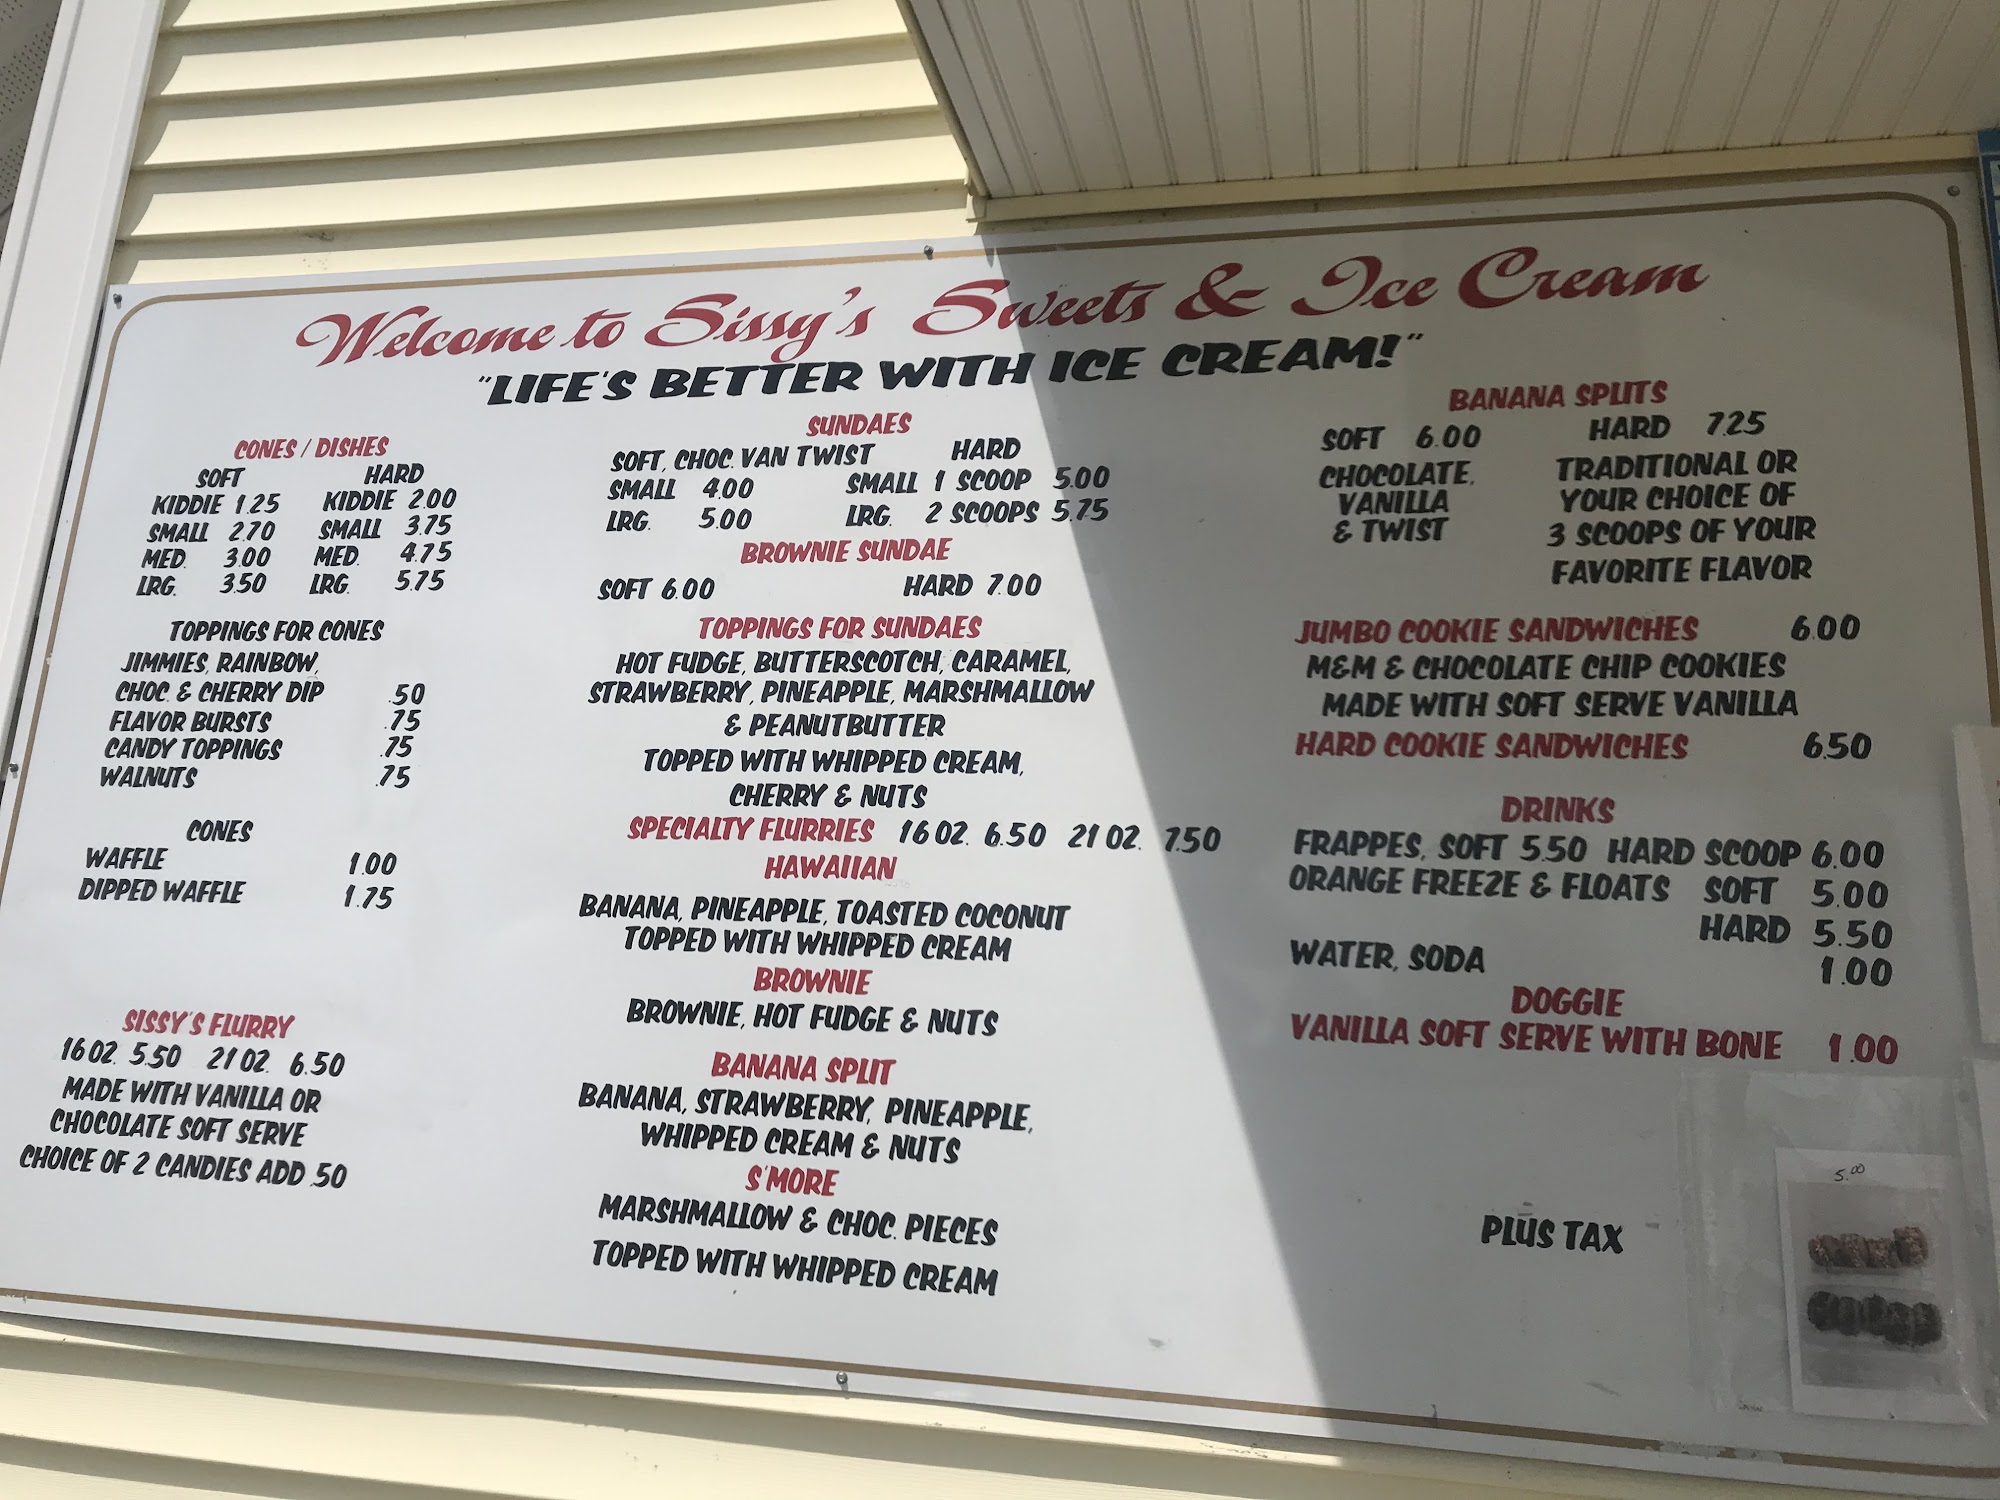 Welcome to Sissy's Sweets & Ice Cream
"LIFE'S BETTER WITH ICE CREAM!"
CONES / DISHES
SOFT HARD
KIDDIE 1.25 KIDDIE 2.00
SMALL 2.70 SMALL 3.75
MED. 3.00 MED. 4.75
LRG. 3.50 LRG. 5.75
TOPPINGS FOR CONES
JIMMIES, RAINBOW,
CHOC. & CHERRY DIP .50
FLAVOR BURSTS .75
CANDY TOPPINGS .75
WALNUTS .75
CONES
WAFFLE 1.00
DIPPED WAFFLE 1.75
SISSY'S FLURRY
16 OZ. 5.50 21 OZ. 6.50
MADE WITH VANILLA OR
CHOCOLATE SOFT SERVE
CHOICE OF 2 CANDIES ADD .50
SUNDAES
SOFT, CHOC. VAN TWIST HARD
SMALL 4.00 SMALL 1 SCOOP 5.00
LRG. 5.00 LRG. 2 SCOOPS 5.75
BROWNIE SUNDAE
SOFT 6.00 HARD 7.00
TOPPINGS FOR SUNDAES
HOT FUDGE, BUTTERSCOTCH, CARAMEL,
STRAWBERRY, PINEAPPLE, MARSHMALLOW
& PEANUTBUTTER
TOPPED WITH WHIPPED CREAM,
CHERRY & NUTS
SPECIALTY FLURRIES 16 OZ. 6.50 21 OZ. 7.50
HAWAIIAN
BANANA, PINEAPPLE, TOASTED COCONUT
TOPPED WITH WHIPPED CREAM
BROWNIE
BROWNIE, HOT FUDGE & NUTS
BANANA SPLIT
BANANA, STRAWBERRY, PINEAPPLE,
WHIPPED CREAM & NUTS
S'MORE
MARSHMALLOW & CHOC. PIECES
TOPPED WITH WHIPPED CREAM
BANANA SPLITS
SOFT 6.00 HARD 7.25
CHOCOLATE, TRADITIONAL OR
VANILLA YOUR CHOICE OF
& TWIST 3 SCOOPS OF YOUR
FAVORITE FLAVOR
JUMBO COOKIE SANDWICHES 6.00
M&M & CHOCOLATE CHIP COOKIES
MADE WITH SOFT SERVE VANILLA
HARD COOKIE SANDWICHES 6.50
DRINKS
FRAPPES, SOFT 5.50 HARD SCOOP 6.00
ORANGE FREEZE & FLOATS SOFT 5.00
HARD 5.50
WATER, SODA 1.00
DOGGIE
VANILLA SOFT SERVE WITH BONE 1.00
PLUS TAX
5.00